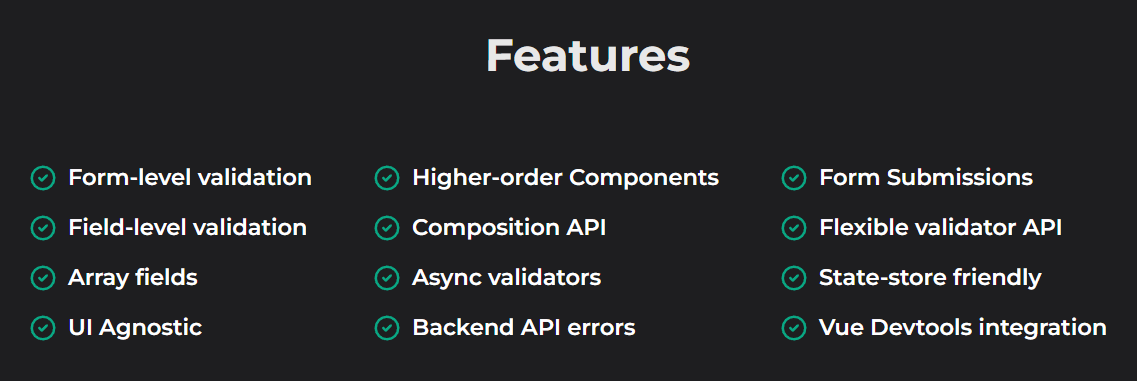 Features
Form-level validation
Field-level validation
Array fields
UI Agnostic
Higher-order Components
Composition API
Async validators
Backend API errors
Form Submissions
Flexible validator API
State-store friendly
Vue Devtools integration